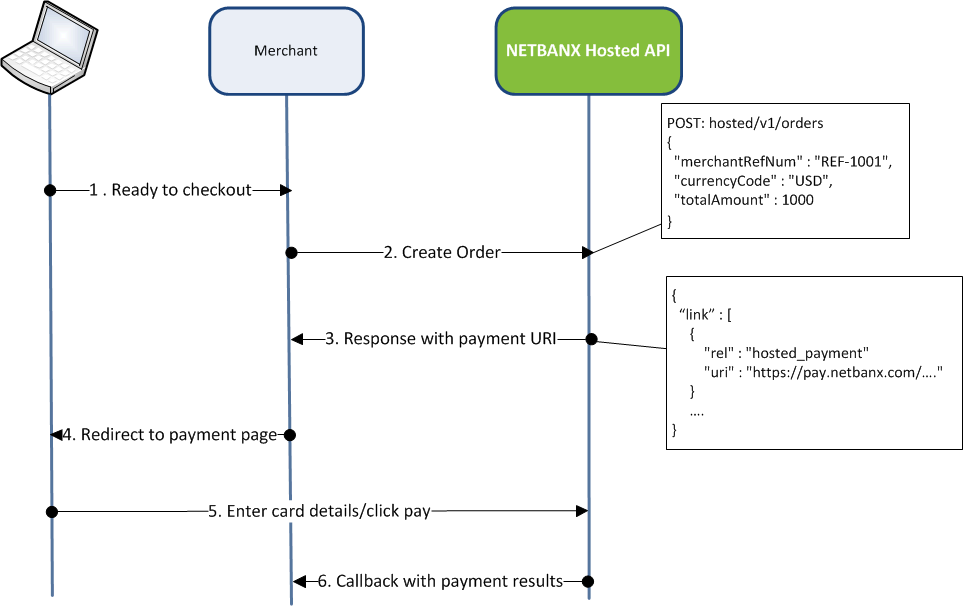 Merchant
NETBANX Hosted API
POST: hosted/v1/orders
{
"merchantRefNum" : "REF-1001",
"currencyCode" : "USD",
"totalAmount" : 1000
}
1 . Ready to checkout
2. Create Order
{
“link” : [
{
"rel" : "hosted_payment"
"uri" : "https://pay.netbanx.com/…."
}
….
}
3. Response with payment URI
4. Redirect to payment page
5. Enter card details/click pay
6. Callback with payment results